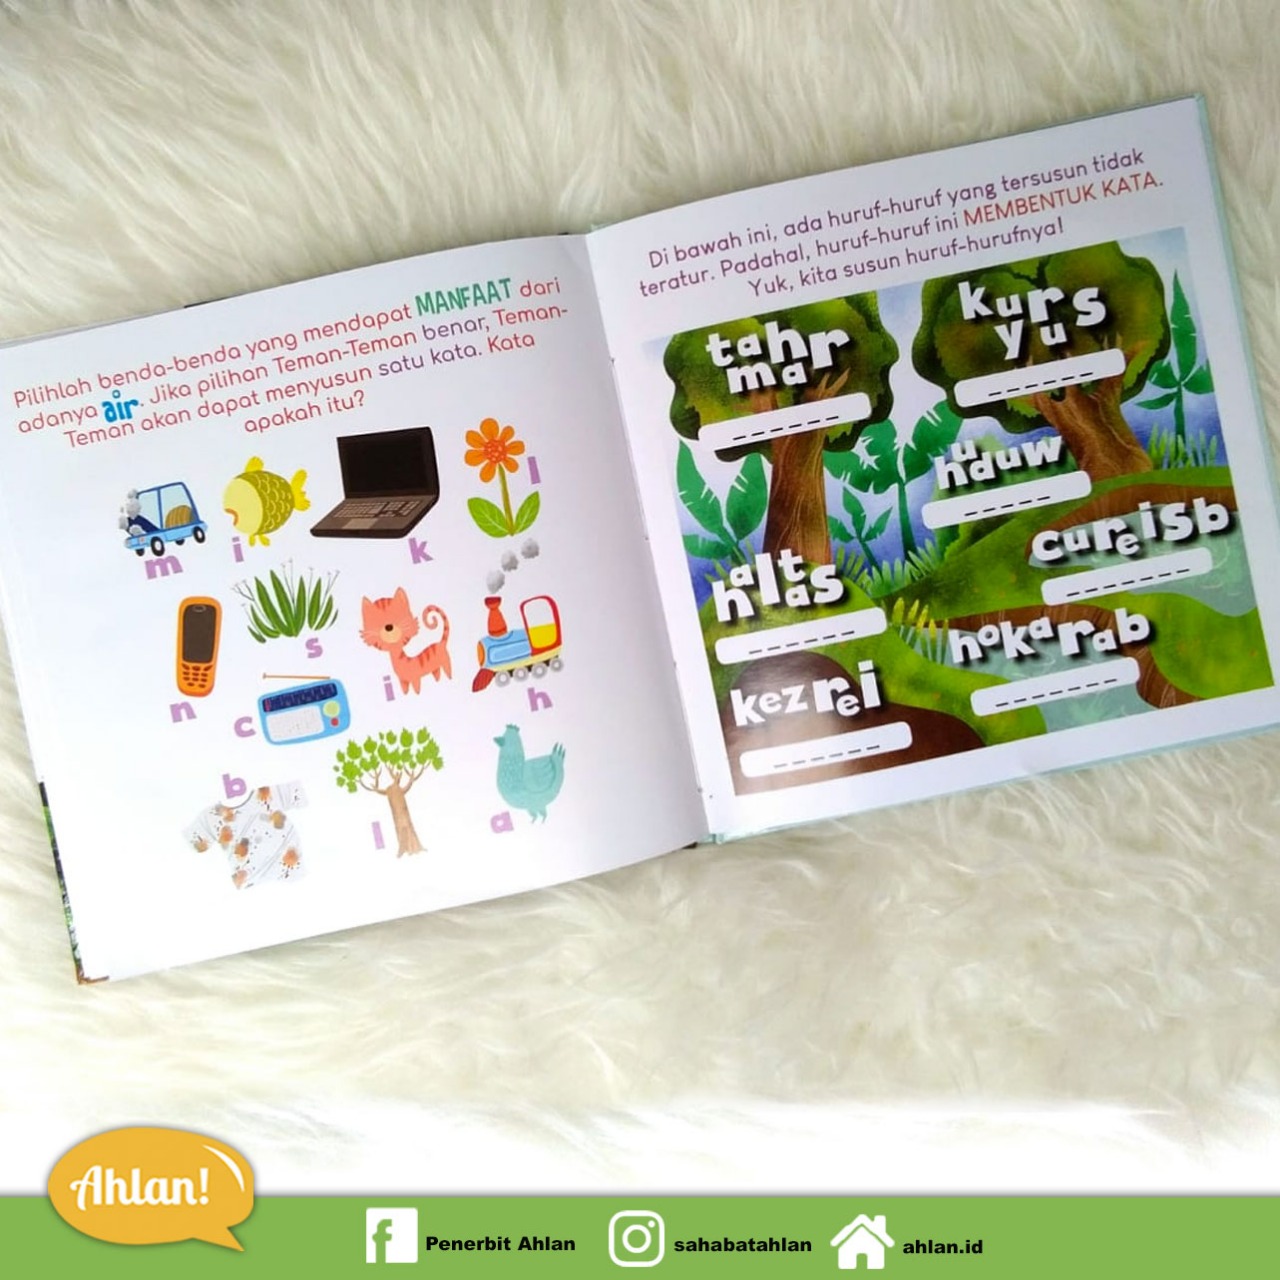 Pilihlah benda-benda yang mendapat MANFAAT dari
adanya air. Jika pilihan Teman-Teman benar, Teman-
Teman akan dapat menyusun satu kata. Kata
apakah itu?
l
m
i
k
s
n
c
i
h
b
l
a
Di bawah ini, ada huruf-huruf yang tersusun tidak
teratur. Padahal, huruf-huruf ini MEMBENTUK KATA.
Yuk, kita susun huruf-hurufnya!
tahr
ma
kurs
yu
u
hduw
cureisb
halt
as
hokarab
kezrei
Ahlan!
Penerbit Ahlan
sahabatahlan
ahlan.id